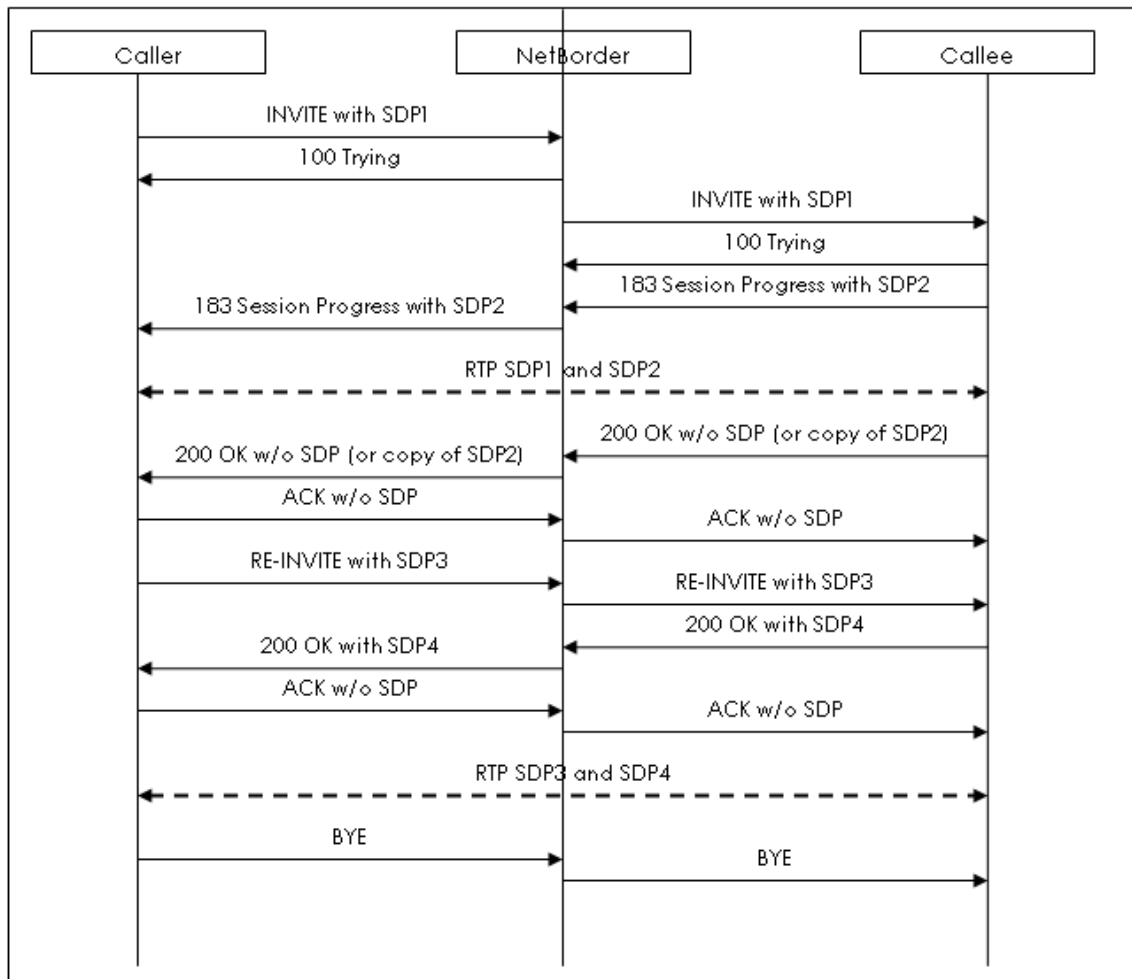 Caller
NetBorder
Callee
INVITE with SDP1
100 Trying
INVITE with SDP1
100 Trying
183 Session Progress with SDP2
183 Session Progress with SDP2
RTP SDP1 and SDP2
200 OK w/o SDP (or copy of SDP2)
200 OK w/o SDP (or copy of SDP2)
ACK w/o SDP
ACK w/o SDP
RE-INVITE with SDP3
RE-INVITE with SDP3
200 OK with SDP4
200 OK with SDP4
ACK w/o SDP
ACK w/o SDP
RTP SDP3 and SDP4
BYE
BYE